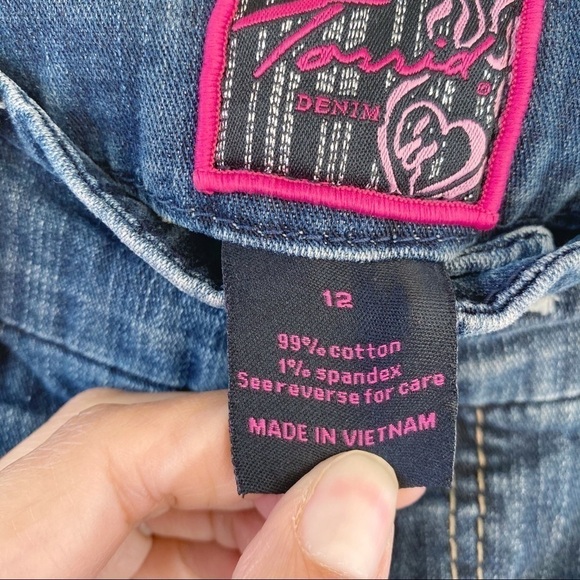 Torrid
®
DENIM
12
99% cotton
1% spandex
See reverse for care
MADE IN VIETNAM